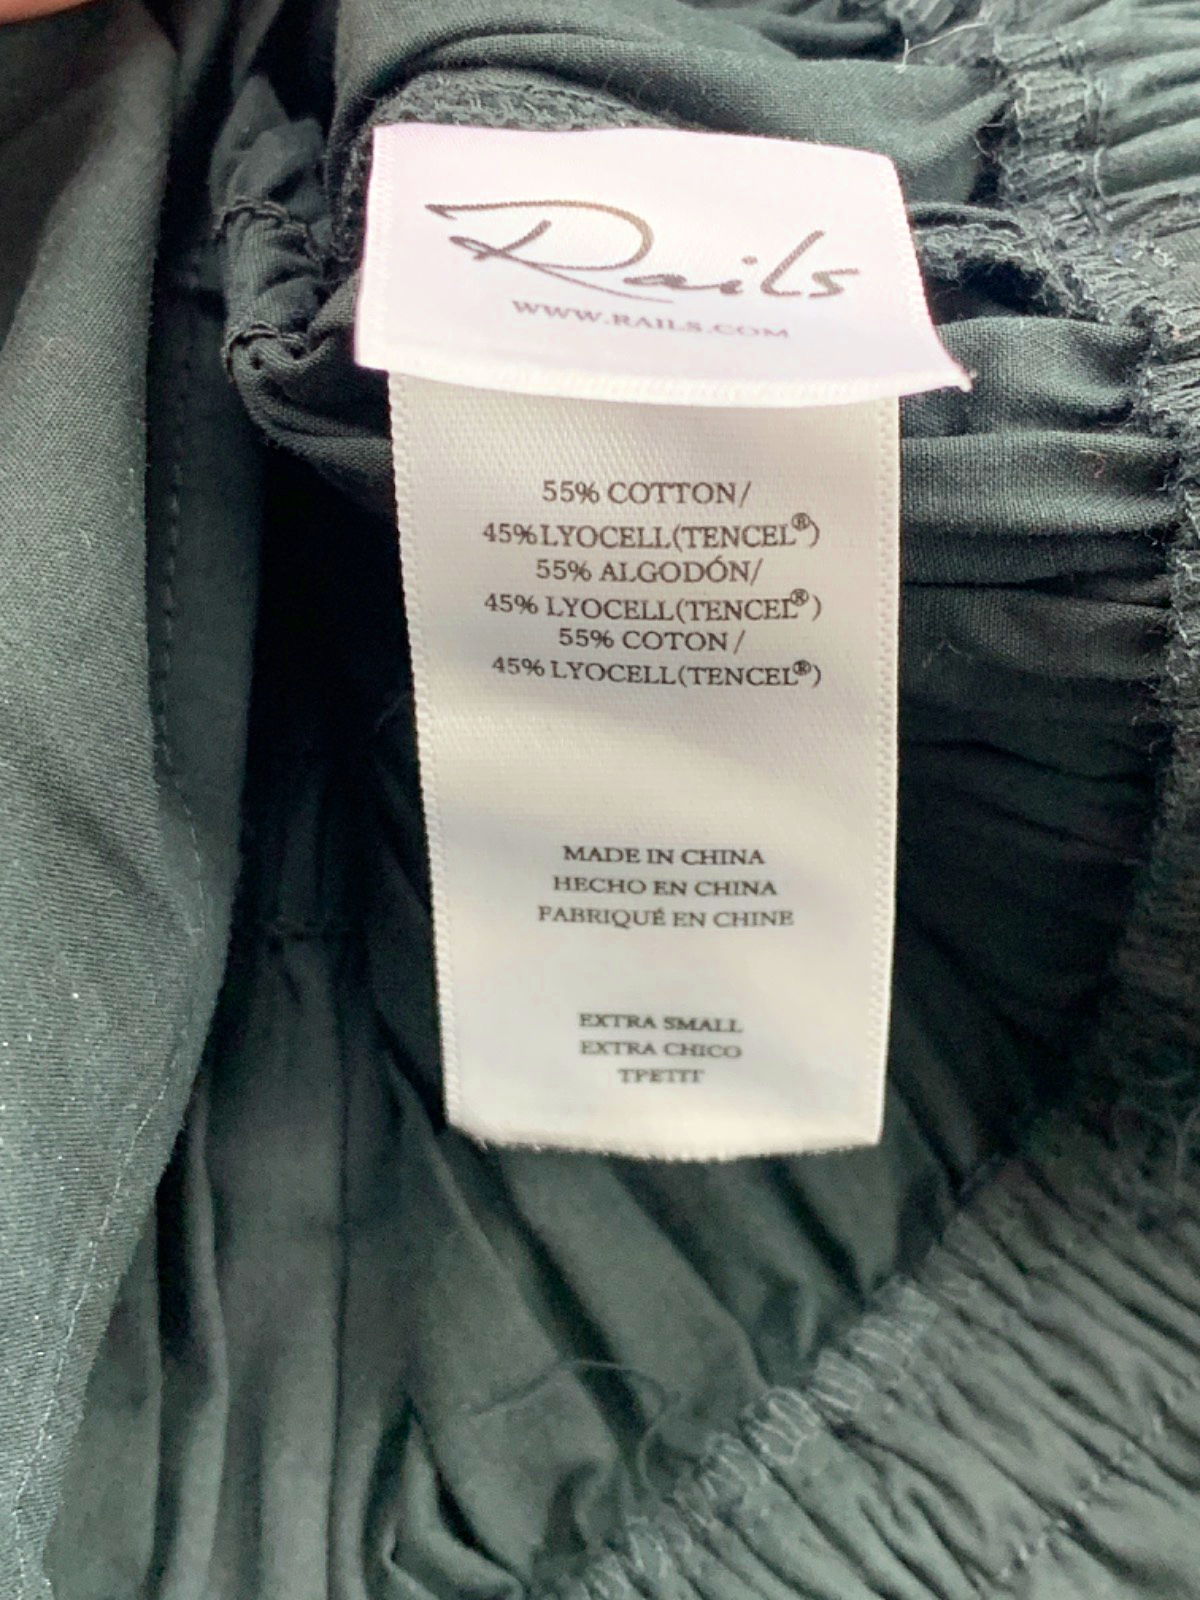 Rails
WWW.RAILS.COM
55% COTTON/
45% LYOCELL(TENCEL®)
55% ALGODÓN/
45% LYOCELL(TENCEL®)
55% COTON/
45% LYOCELL(TENCEL®)
MADE IN CHINA
HECHO EN CHINA
FABRIQUÉ EN CHINE
EXTRA SMALL
EXTRA CHICO
TPETIT